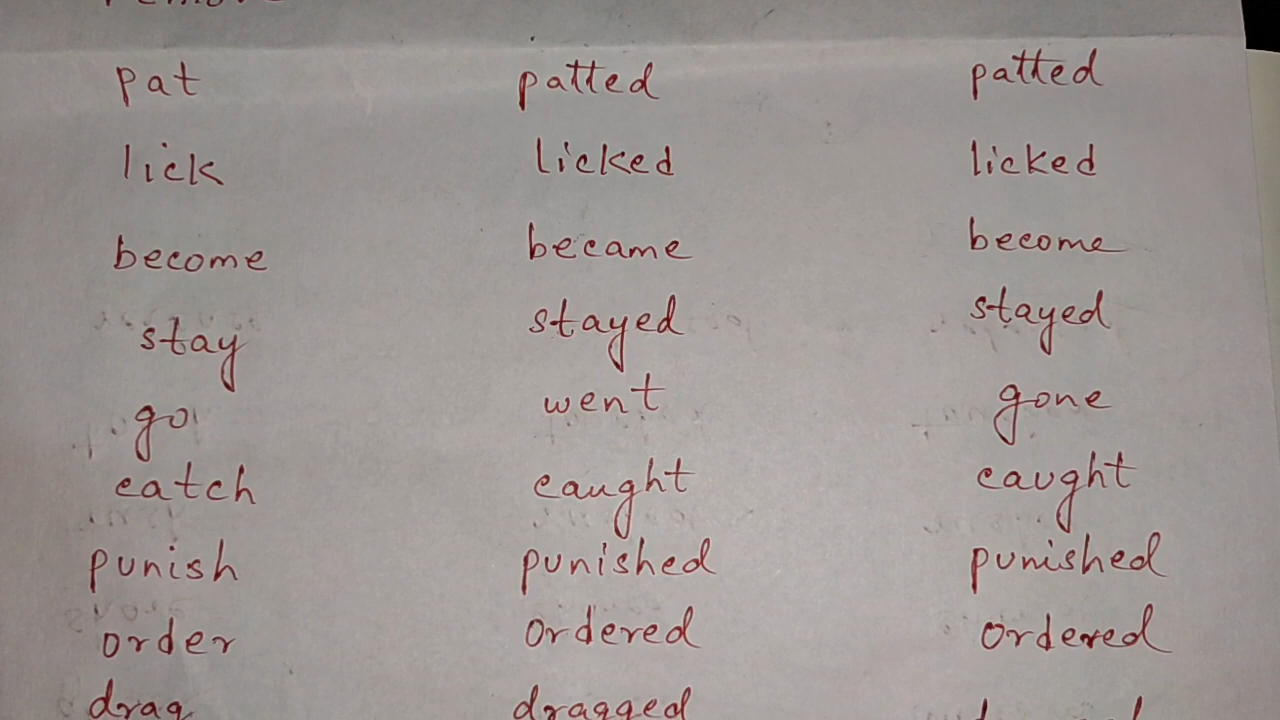 pat patted patted
lick licked licked
become became become
stay stayed stayed
go went gone
catch caught caught
punish punished punished
order ordered ordered
drag dragged